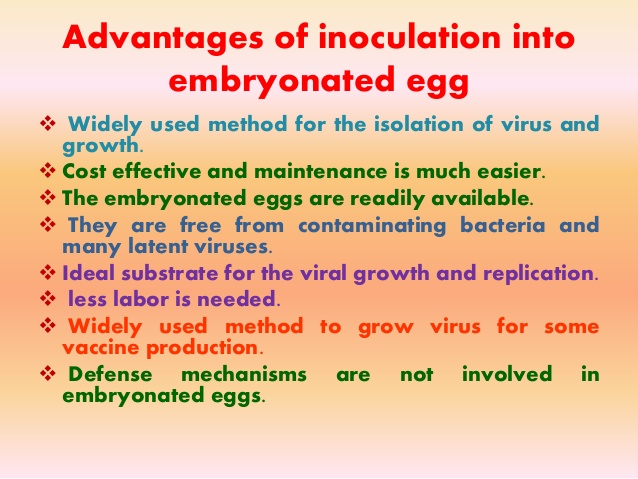 Advantages of inoculation into
embryonated egg
❖ Widely used method for the isolation of virus and
growth.
❖ Cost effective and maintenance is much easier.
❖ The embryonated eggs are readily available.
❖ They are free from contaminating bacteria and
many latent viruses.
❖ Ideal substrate for the viral growth and replication.
❖ less labor is needed.
❖ Widely used method to grow virus for some
vaccine production.
❖ Defense mechanisms are not involved in
embryonated eggs.